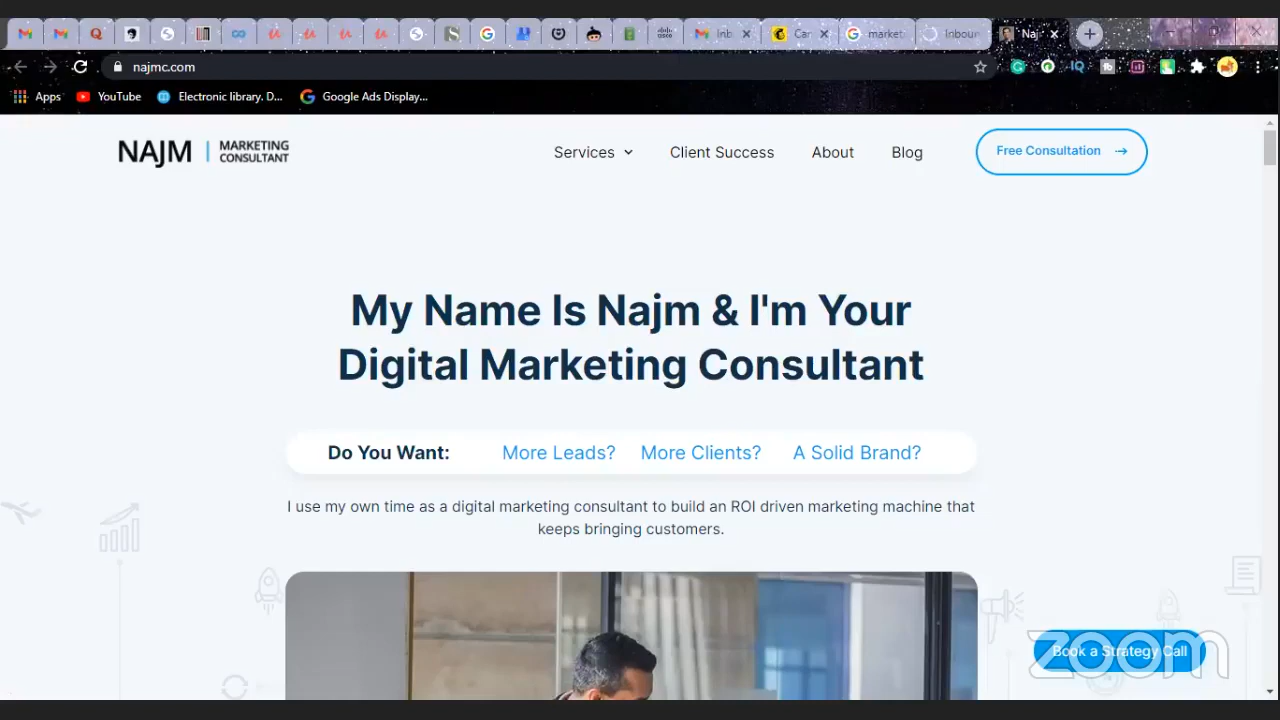 Inb
Car
market
Inbour
Naj
najmc.com
Apps
YouTube
Electronic library. D...
Google Ads Display...
NAJM | MARKETING
CONSULTANT
Services
Client Success
About
Blog
Free Consultation →
My Name Is Najm & I'm Your
Digital Marketing Consultant
Do You Want:
More Leads?
More Clients?
A Solid Brand?
I use my own time as a digital marketing consultant to build an ROI driven marketing machine that
keeps bringing customers.
Book a Strategy Call
zoom